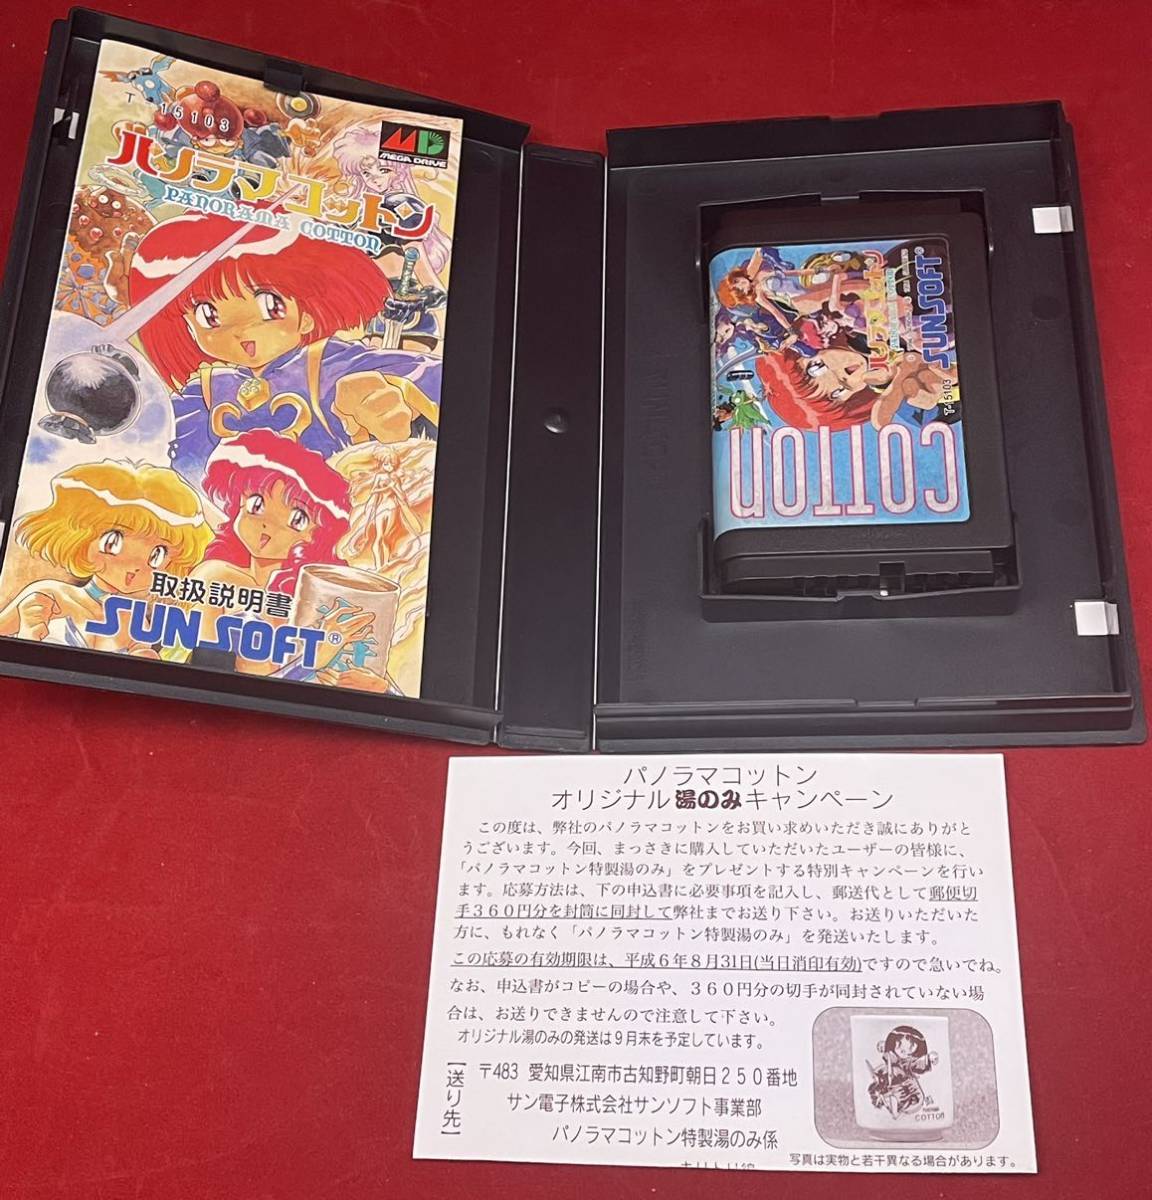 T-15103
MD
MEGA DRIVE
パノラマコットン
PANORAMA COTTON
取扱説明書
SUNSOFT®
パノラマコットン
PANORAMA COTTON
SUNSOFT®
T-15103
COTTON
パノラマコットン
オリジナル湯のみキャンペーン
この度は、弊社のパノラマコットンをお買い求めいただき誠にありがと
うございます。今回、まっさきに購入していただいたユーザーの皆様に、
「パノラマコットン特製湯のみ」をプレゼントする特別キャンペーンを行い
ます。応募方法は、下の申込書に必要事項を記入し、郵送代として郵便切
手３６０円分を封筒に同封して弊社までお送り下さい。お送りいただいた
方に、もれなく「パノラマコットン特製湯のみ」を発送いたします。
この応募の有効期限は、平成６年８月31日(当日消印有効)ですので急いでね。
なお、申込書がコピーの場合や、３６０円分の切手が同封されていない場
合は、お送りできませんので注意して下さい。
オリジナル湯のみの発送は９月末を予定しています。
【送り先】
〒483 愛知県江南市古知野町朝日２５０番地
サン電子株式会社サンソフト事業部
パノラマコットン特製湯のみ係
COTTON
写真は実物と若干異なる場合があります。